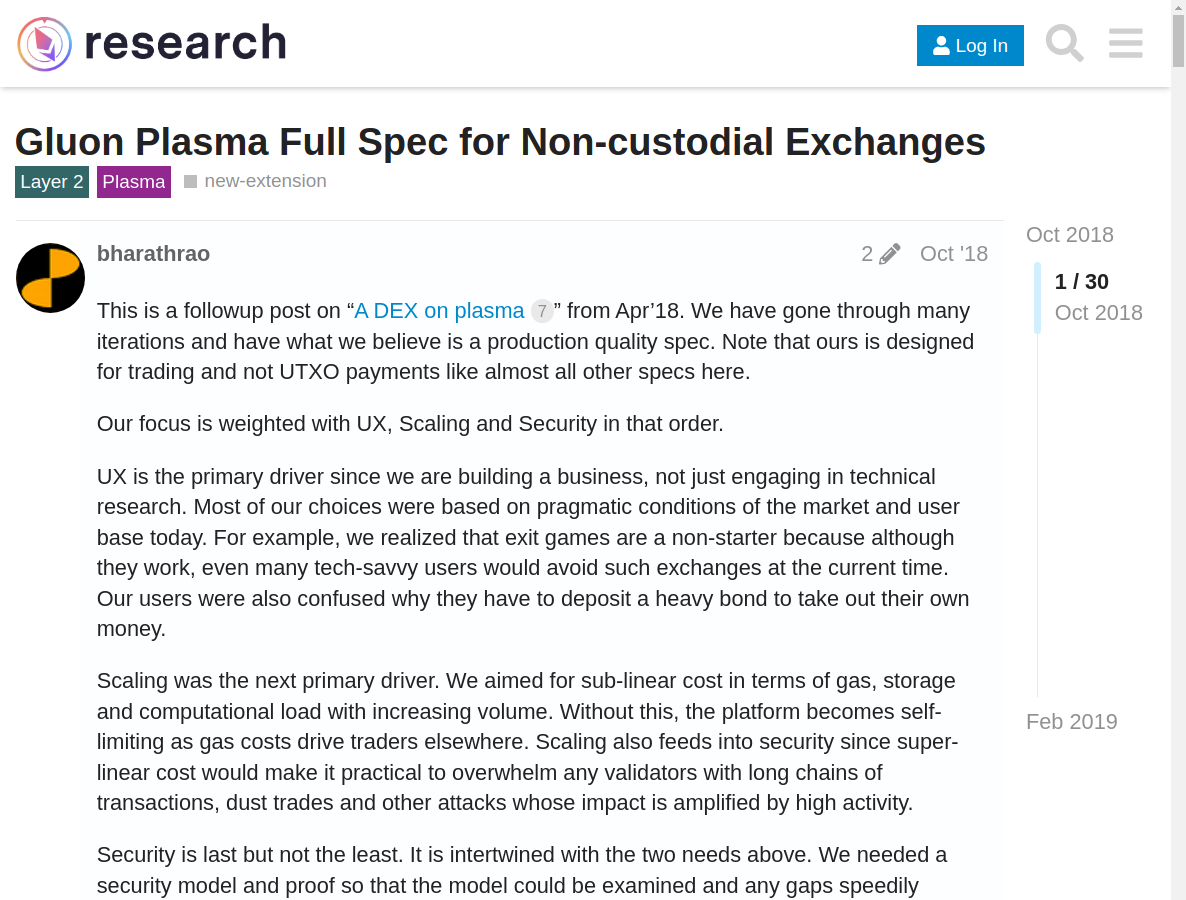 research
Log In
Gluon Plasma Full Spec for Non-custodial Exchanges
Layer 2 Plasma new-extension
bharathrao 2 Oct '18
This is a followup post on “A DEX on plasma 7” from Apr’18. We have gone through many
iterations and have what we believe is a production quality spec. Note that ours is designed
for trading and not UTXO payments like almost all other specs here.
Our focus is weighted with UX, Scaling and Security in that order.
UX is the primary driver since we are building a business, not just engaging in technical
research. Most of our choices were based on pragmatic conditions of the market and user
base today. For example, we realized that exit games are a non-starter because although
they work, even many tech-savvy users would avoid such exchanges at the current time.
Our users were also confused why they have to deposit a heavy bond to take out their own
money.
Scaling was the next primary driver. We aimed for sub-linear cost in terms of gas, storage
and computational load with increasing volume. Without this, the platform becomes self-
limiting as gas costs drive traders elsewhere. Scaling also feeds into security since super-
linear cost would make it practical to overwhelm any validators with long chains of
transactions, dust trades and other attacks whose impact is amplified by high activity.
Security is last but not the least. It is intertwined with the two needs above. We needed a
security model and proof so that the model could be examined and any gaps speedily
Oct 2018
1 / 30
Oct 2018
Feb 2019